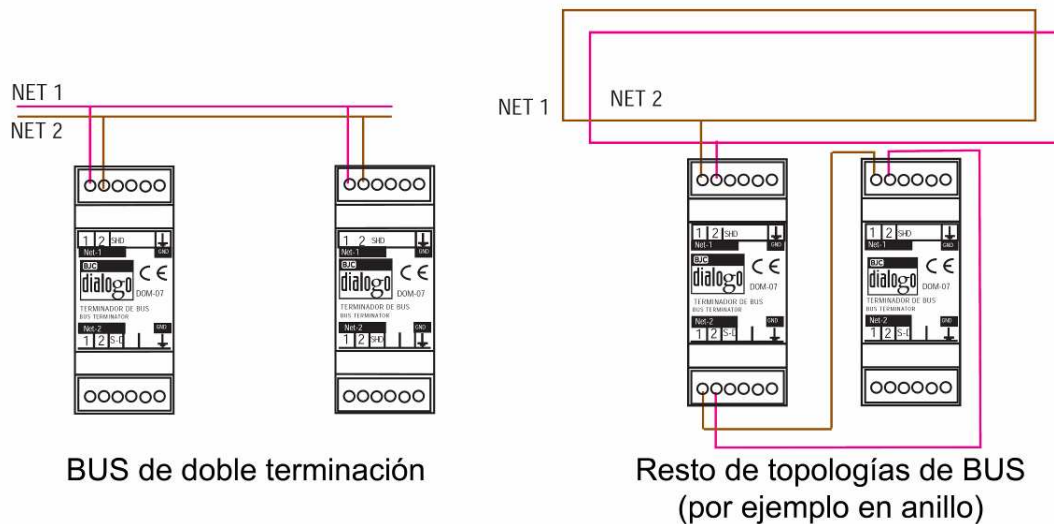 NET 1
NET 2
1 2 SHD
Net-1 GND
BJC
dialogo CE
DOM-07
TERMINADOR DE BUS
BUS TERMINATOR
Net-2 GND
1 2 S-D
BUS de doble terminación
1 2 SHD
Net-1 GND
BJC
dialogo CE
DOM-07
TERMINADOR DE BUS
BUS TERMINATOR
Net-2 GND
1 2 SHD
NET 1
NET 2
1 2 SHD
Net-1 GND
BJC
dialogo CE
DOM-07
TERMINADOR DE BUS
BUS TERMINATOR
Net-2 GND
1 2 S-D
1 2 SHD
Net-1 GND
BJC
dialogo CE
DOM-07
TERMINADOR DE BUS
BUS TERMINATOR
Net-2 GND
1 2 S-D
Resto de topologías de BUS
(por ejemplo en anillo)